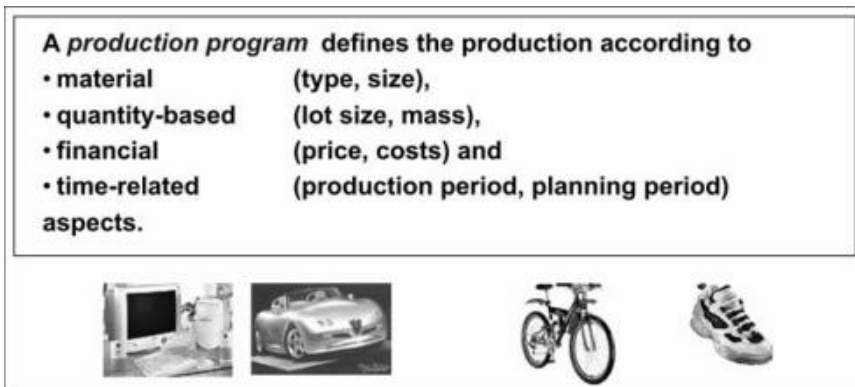 A production program defines the production according to
• material (type, size),
• quantity-based (lot size, mass),
• financial (price, costs) and
• time-related (production period, planning period)
aspects.